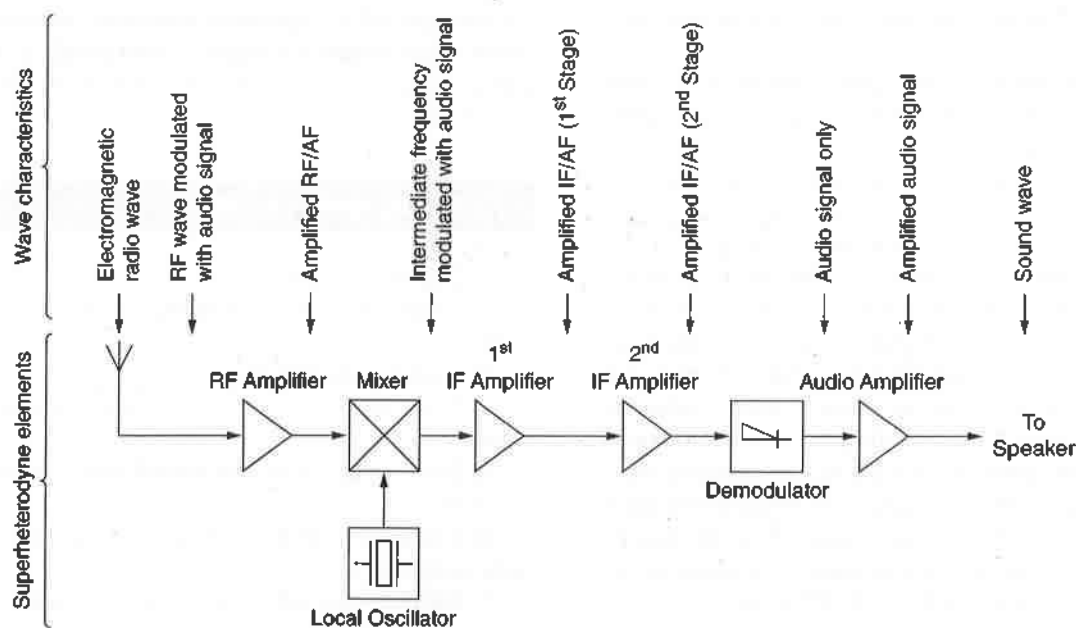 Wave characteristics
Electromagnetic
radio wave
RF wave modulated
with audio signal
Amplified RF/AF
Intermediate frequency
modulated with audio signal
Amplified IF/AF (1st Stage)
Amplified IF/AF (2nd Stage)
Audio signal only
Amplified audio signal
Sound wave
Superheterodyne elements
RF Amplifier
Mixer
1st
IF Amplifier
2nd
IF Amplifier
Demodulator
Audio Amplifier
To
Speaker
Local Oscillator